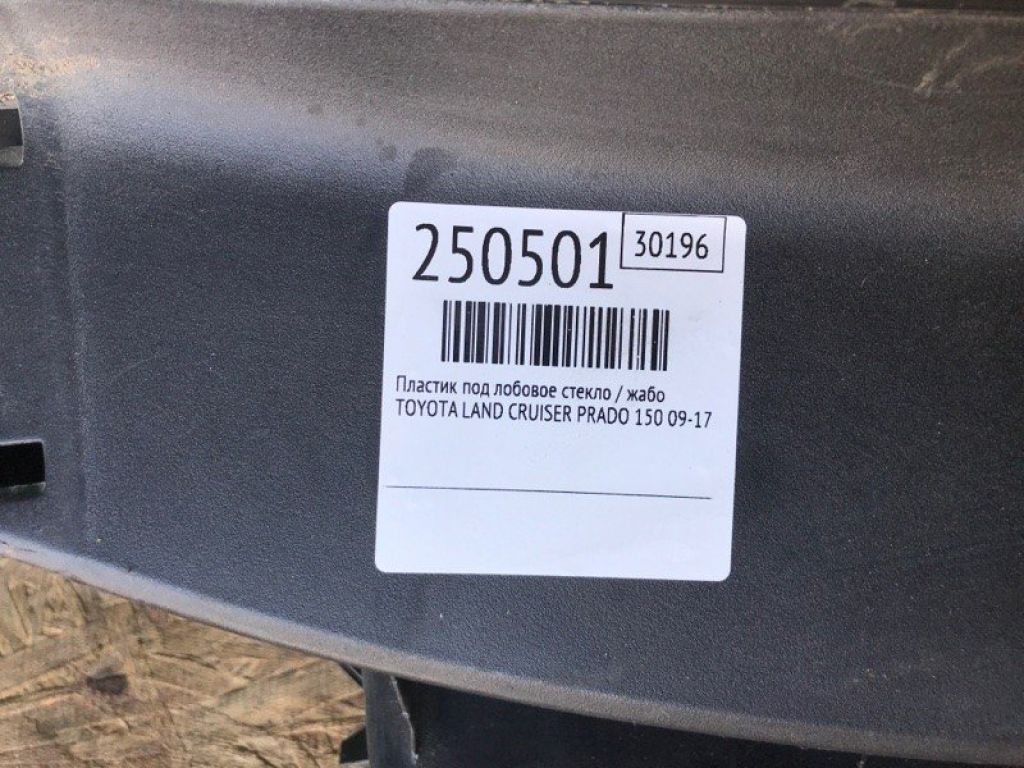 250501 30196
Пластик под лобовое стекло / жабо
TOYOTA LAND CRUISER PRADO 150 09-17